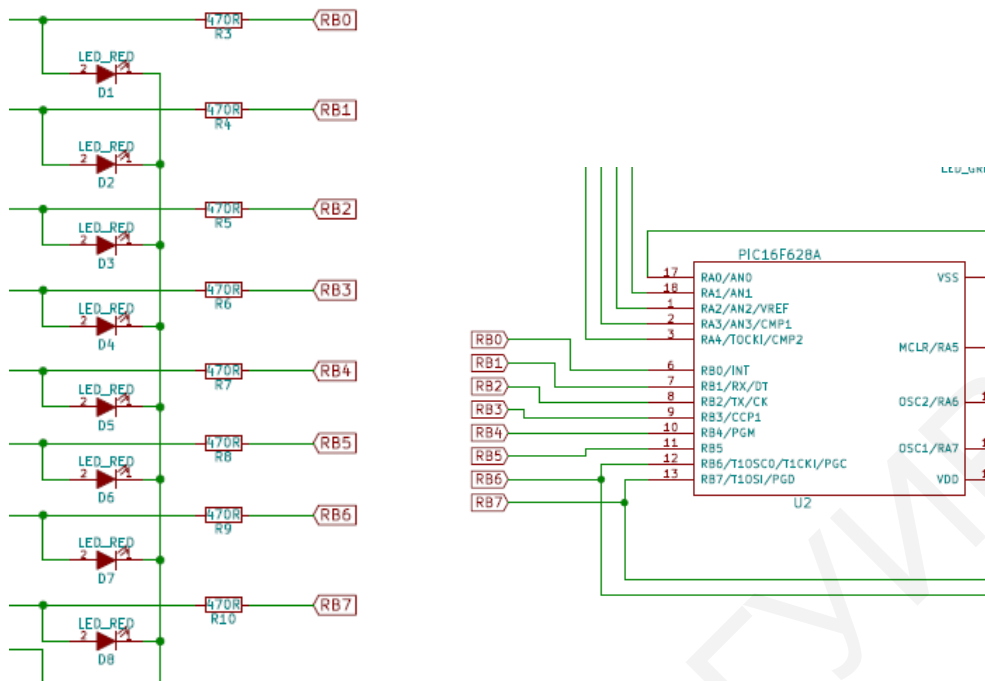 470R
RB0
R3
LED_RED
2
1
D1
470R
RB1
R4
LED_RED
2
1
D2
470R
RB2
R5
LED_RED
2
1
D3
470R
RB3
R6
LED_RED
2
1
D4
470R
RB4
R7
LED_RED
2
1
D5
470R
RB5
R8
LED_RED
2
1
D6
470R
RB6
R9
LED_RED
2
1
D7
470R
RB7
R10
LED_RED
2
1
D8
PIC16F628A
17 RA0/AN0
18 RA1/AN1
1 RA2/AN2/VREF
2 RA3/AN3/CMP1
3 RA4/TOCKI/CMP2
RB0
RB1
RB2
RB3
RB4
RB5
RB6
RB7
6 RB0/INT
7 RB1/RX/DT
8 RB2/TX/CK
9 RB3/CCP1
10 RB4/PGM
11 RB5
12 RB6/T1OSCO/T1CKI/PGC
13 RB7/T1OSI/PGD
VSS
MCLR/RA5
OSC2/RA6
OSC1/RA7
VDD
U2
ГУИР